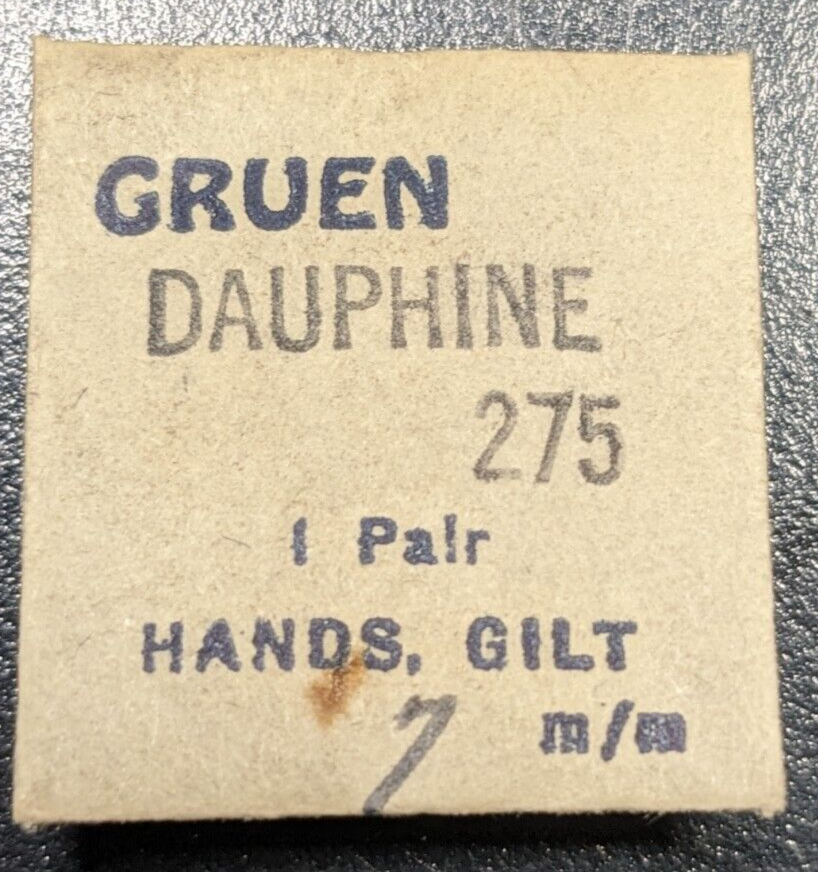 GRUEN
DAUPHINE
275
1 Pair
HANDS, GILT
7 m/m